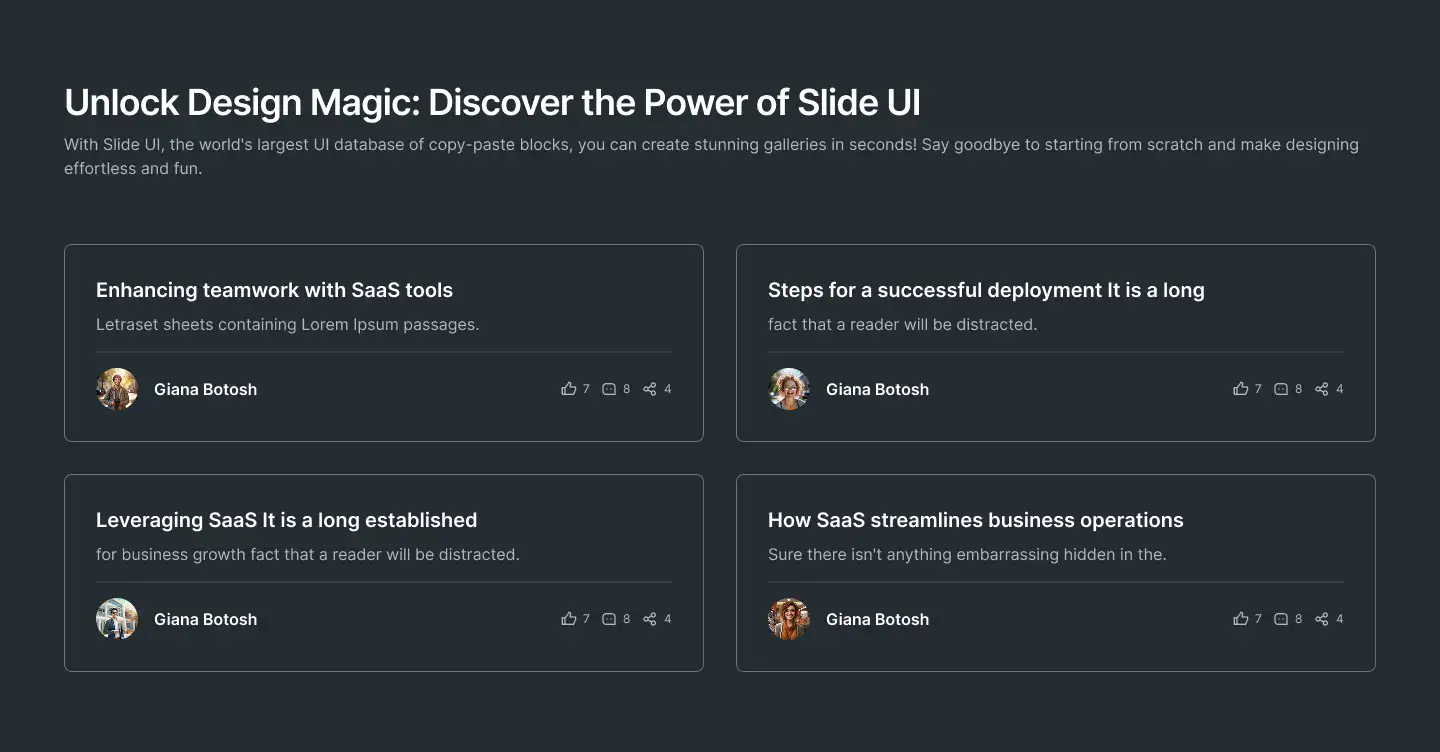 Unlock Design Magic: Discover the Power of Slide UI
With Slide UI, the world's largest UI database of copy-paste blocks, you can create stunning galleries in seconds! Say goodbye to starting from scratch and make designing
effortless and fun.
Enhancing teamwork with SaaS tools
Letraset sheets containing Lorem Ipsum passages.
Giana Botosh 7 8 4
Steps for a successful deployment It is a long
fact that a reader will be distracted.
Giana Botosh 7 8 4
Leveraging SaaS It is a long established
for business growth fact that a reader will be distracted.
Giana Botosh 7 8 4
How SaaS streamlines business operations
Sure there isn't anything embarrassing hidden in the.
Giana Botosh 7 8 4